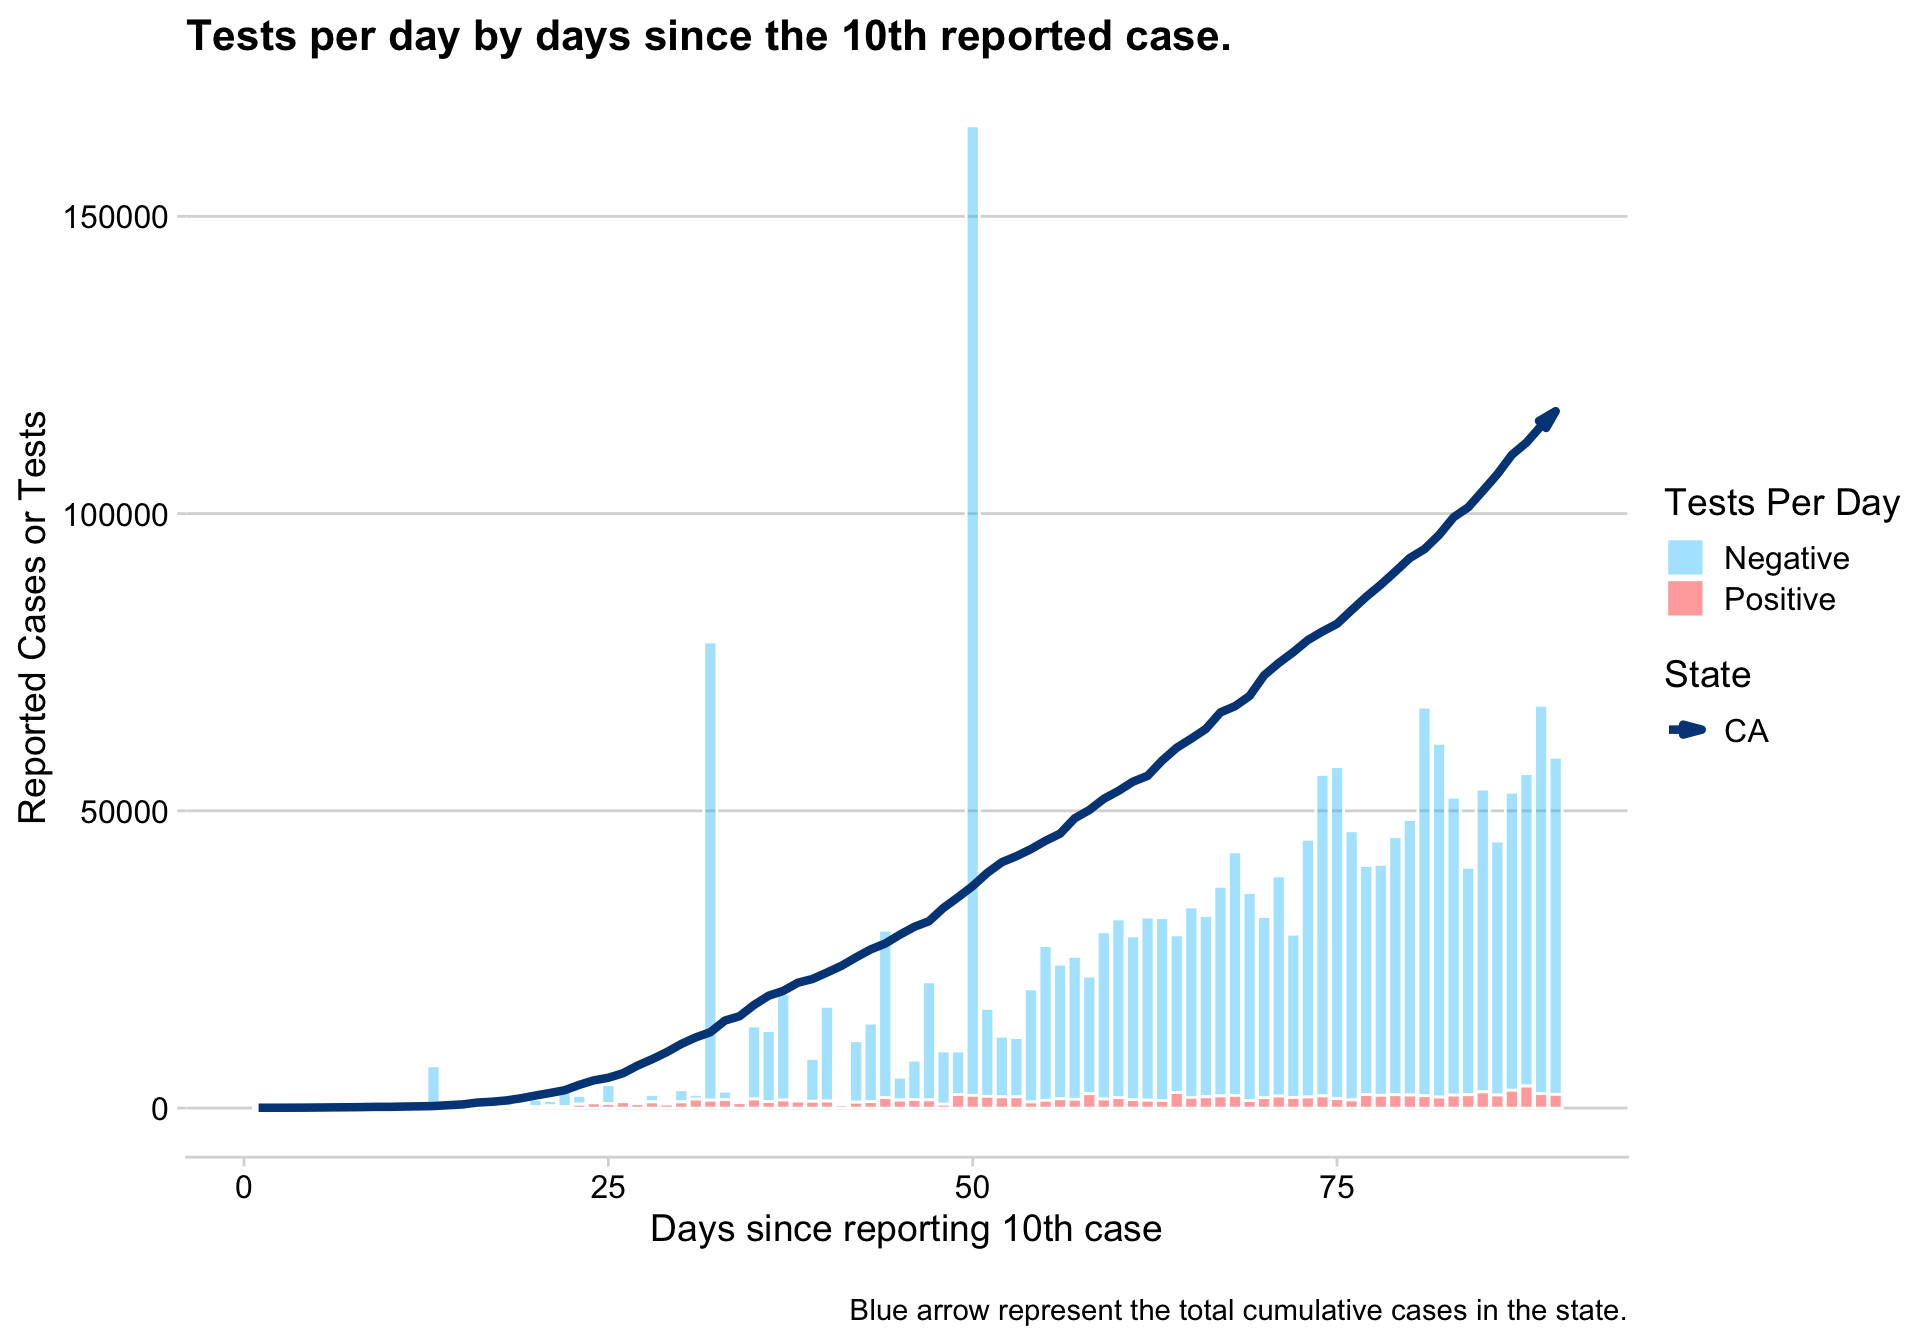 Tests per day by days since the 10th reported case.
Reported Cases or Tests
150000
100000
50000
0
0
25
50
75
Days since reporting 10th case
Tests Per Day
Negative
Positive
State
CA
Blue arrow represent the total cumulative cases in the state.